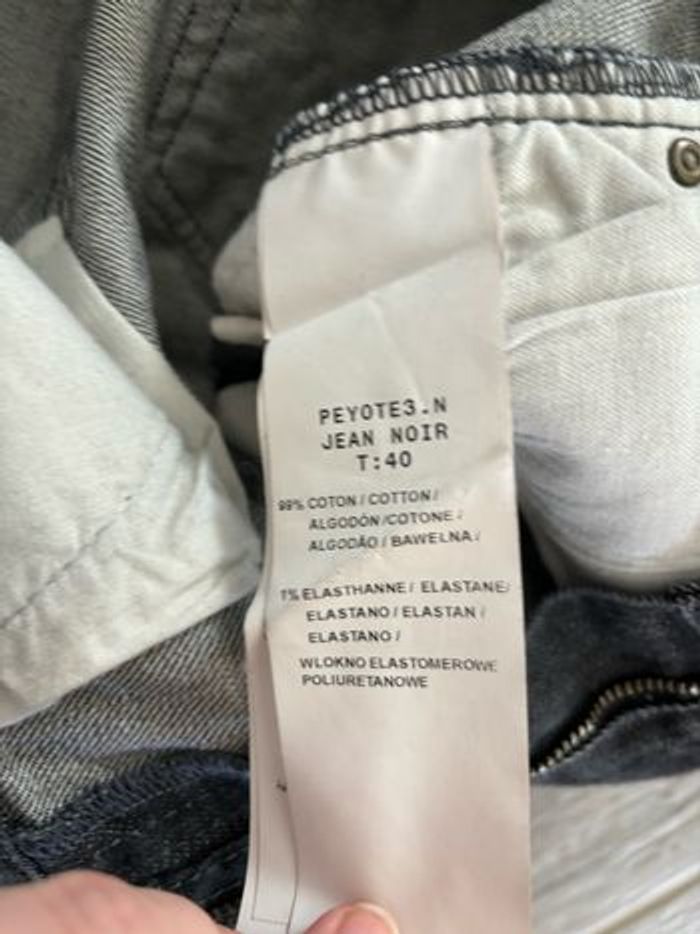 PEYOTE3.N
JEAN NOIR
T:40
99% COTON / COTTON /
ALGODÓN /COTONE /
ALGODÃO / BAWELNA /
1% ELASTHANNE / ELASTANE/
ELASTANO / ELASTAN /
ELASTANO /
WLOKNO ELASTOMEROWE
POLIURETANOWE